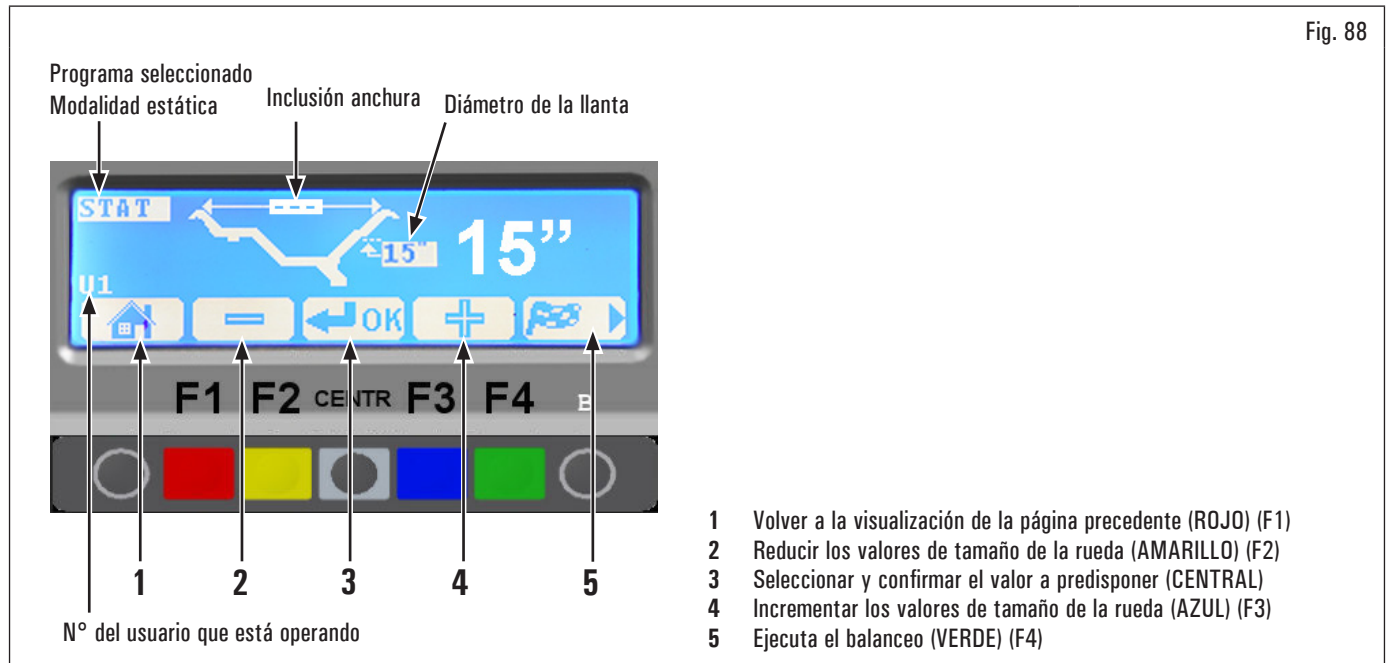 Fig. 88
Programa seleccionado
Modalidad estática
Inclusión anchura
Diámetro de la llanta
STAT
---
15"
15”
U1
OK
F1 F2 CENTR F3 F4 B
1 2 3 4 5
N° del usuario que está operando
1 Volver a la visualización de la página precedente (ROJO) (F1)
2 Reducir los valores de tamaño de la rueda (AMARILLO) (F2)
3 Seleccionar y confirmar el valor a predisponer (CENTRAL)
4 Incrementar los valores de tamaño de la rueda (AZUL) (F3)
5 Ejecuta el balanceo (VERDE) (F4)